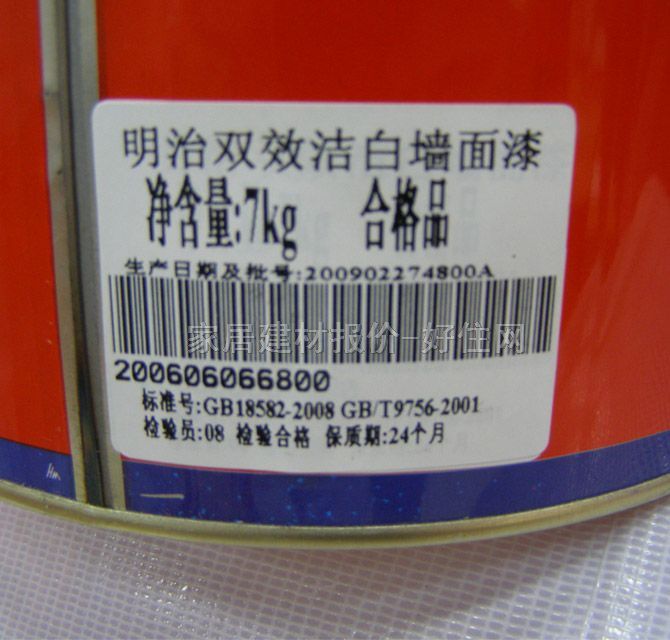 明治双效洁白墙面漆
净含量:7kg 合格品
生产日期及批号:200902274800A
家居建材报价-好住网
200606066800
标准号:GB18582-2008 GB/T9756-2001
检验员:08 检验合格 保质期:24个月